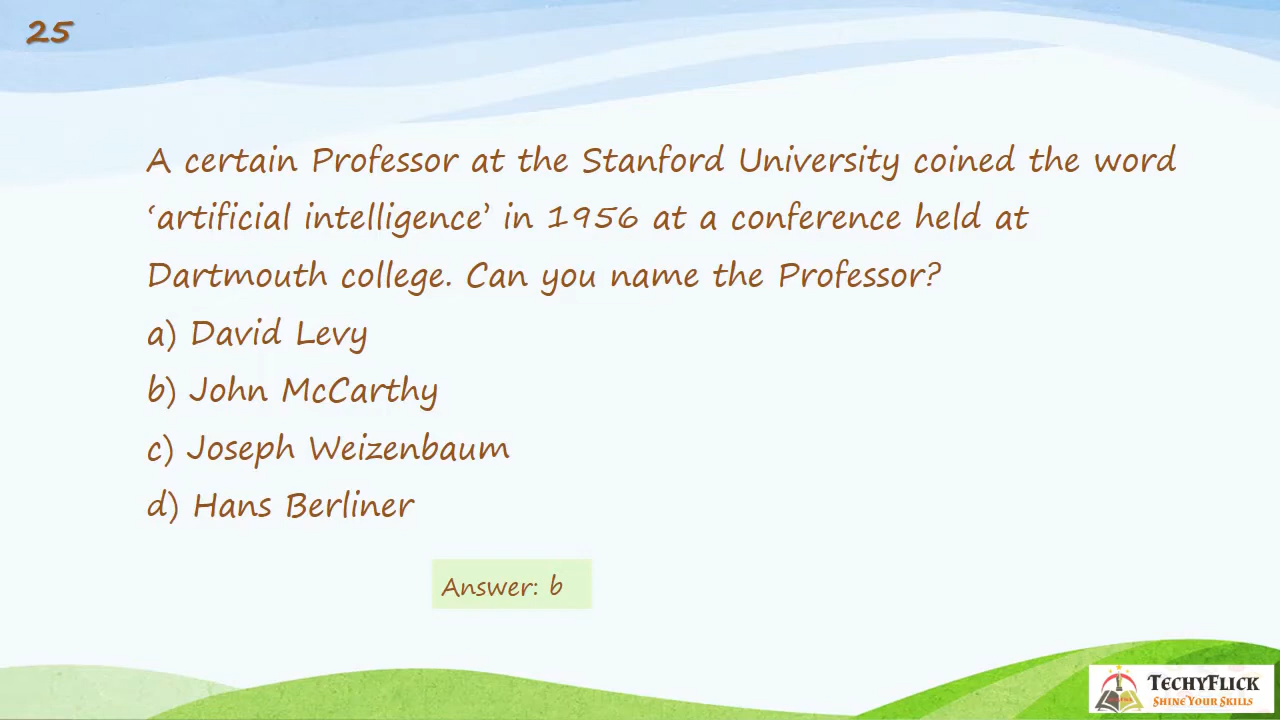 25
A certain Professor at the Stanford University coined the word
‘artificial intelligence’ in 1956 at a conference held at
Dartmouth college. Can you name the Professor?
a) David Levy
b) John McCarthy
c) Joseph Weizenbaum
d) Hans Berliner
Answer: b
TECHYFLICK
SHINE YOUR SKILLS